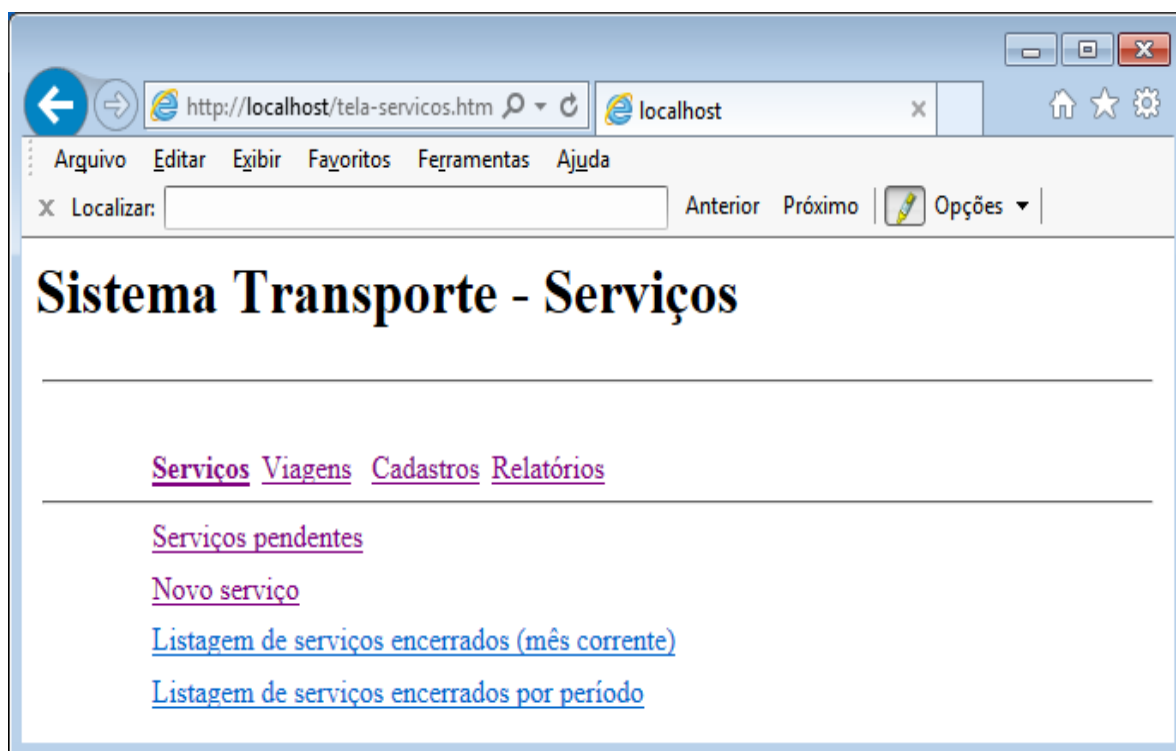 http://localhost/tela-servicos.htm localhost
Arquivo Editar Exibir Favoritos Ferramentas Ajuda
x Localizar: Anterior Próximo Opções
Sistema Transporte - Serviços
Serviços Viagens Cadastros Relatórios
Serviços pendentes
Novo serviço
Listagem de serviços encerrados (mês corrente)
Listagem de serviços encerrados por período